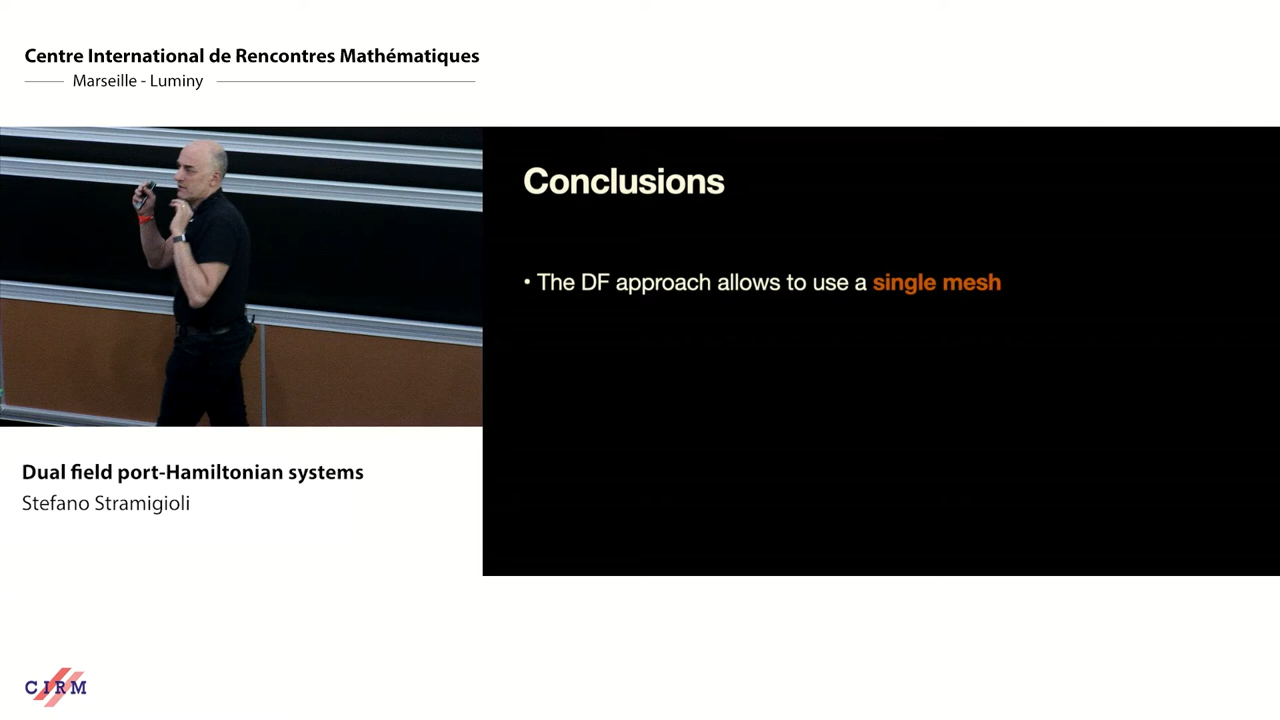 Centre International de Rencontres Mathématiques
Marseille - Luminy
Conclusions
• The DF approach allows to use a single mesh
Dual field port-Hamiltonian systems
Stefano Stramigioli
CIRM